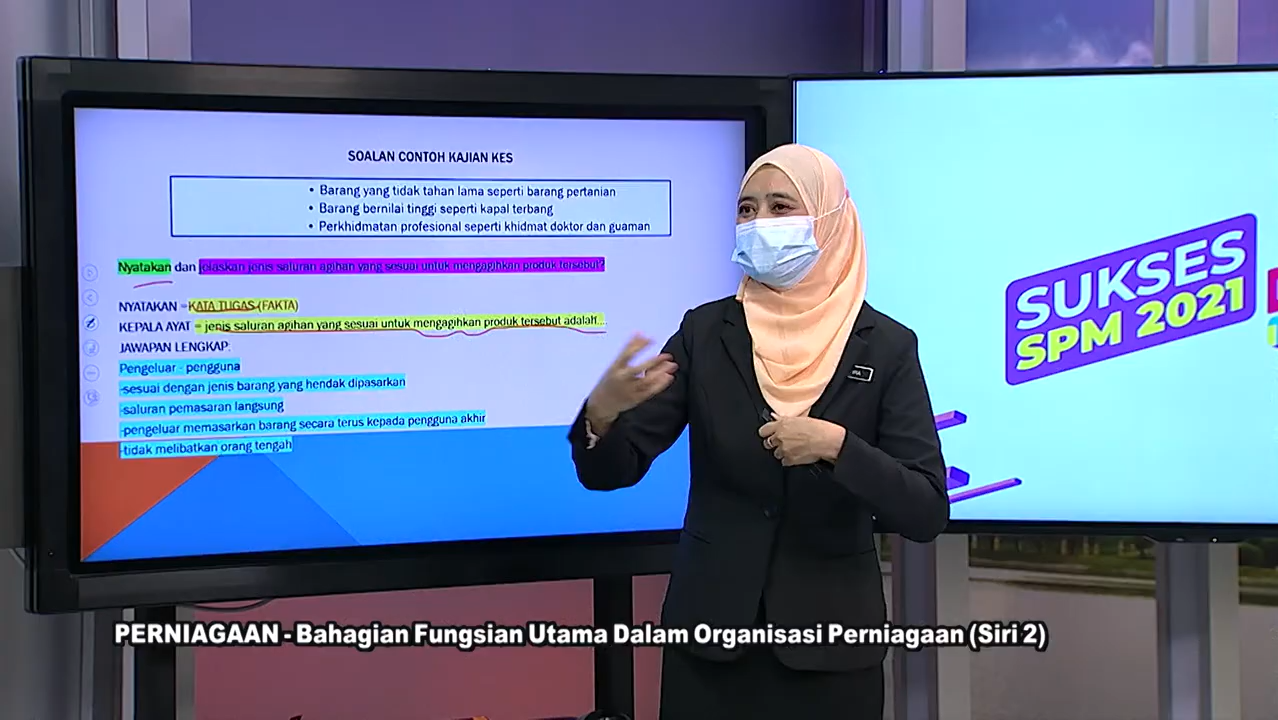 SOALAN CONTOH KAJIAN KES
• Barang yang tidak tahan lama seperti barang pertanian
• Barang bernilai tinggi seperti kapal terbang
• Perkhidmatan profesional seperti khidmat doktor dan guaman
Nyatakan dan jelaskan jenis saluran agihan yang sesuai untuk mengagihkan produk tersebut?
NYATAKAN = KATA TUGAS (FAKTA)
KEPALA AYAT = jenis saluran agihan yang sesuai untuk mengagihkan produk tersebut adalah....
JAWAPAN LENGKAP:
Pengeluar - pengguna
-sesuai dengan jenis barang yang hendak dipasarkan
-saluran pemasaran langsung
-pengeluar memasarkan barang secara terus kepada pengguna akhir
-tidak melibatkan orang tengah
SUKSES
SPM 2021
PERNIAGAAN - Bahagian Fungsian Utama Dalam Organisasi Perniagaan (Siri 2)